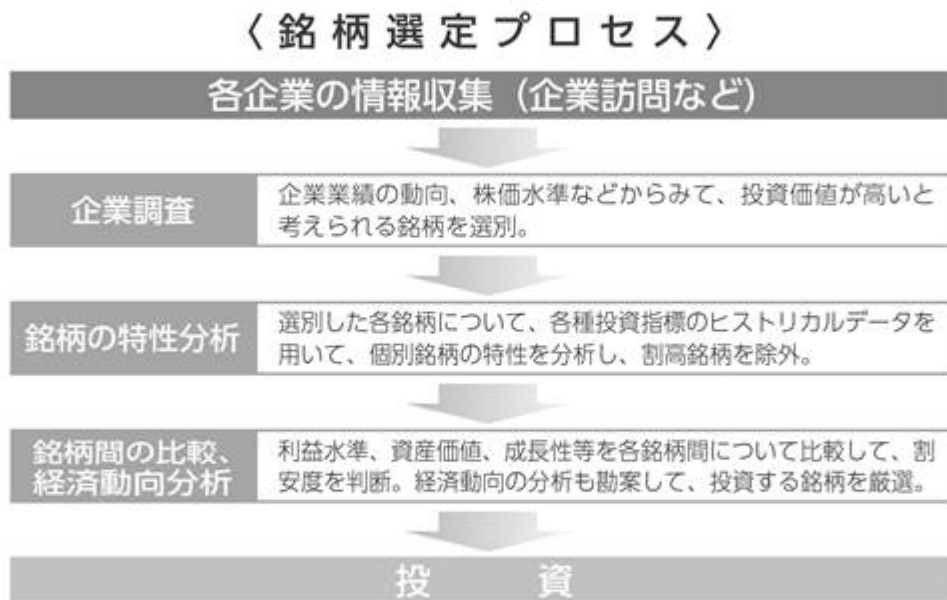 〈銘柄選定プロセス〉
各企業の情報収集（企業訪問など）
企業調査
企業業績の動向、株価水準などからみて、投資価値が高いと
考えられる銘柄を選別。
銘柄の特性分析
選別した各銘柄について、各種投資指標のヒストリカルデータを
用いて、個別銘柄の特性を分析し、割高銘柄を除外。
銘柄間の比較、
経済動向分析
利益水準、資産価値、成長性等を各銘柄間について比較して、割
安度を判断。経済動向の分析も勘案して、投資する銘柄を厳選。
投資